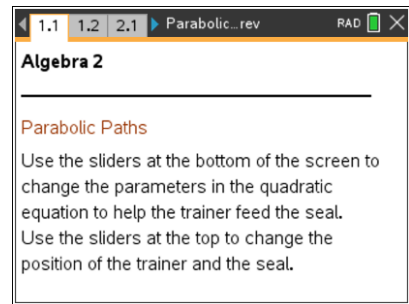 1.1 1.2 2.1 Parabolic...rev RAD
Algebra 2
Parabolic Paths
Use the sliders at the bottom of the screen to
change the parameters in the quadratic
equation to help the trainer feed the seal.
Use the sliders at the top to change the
position of the trainer and the seal.